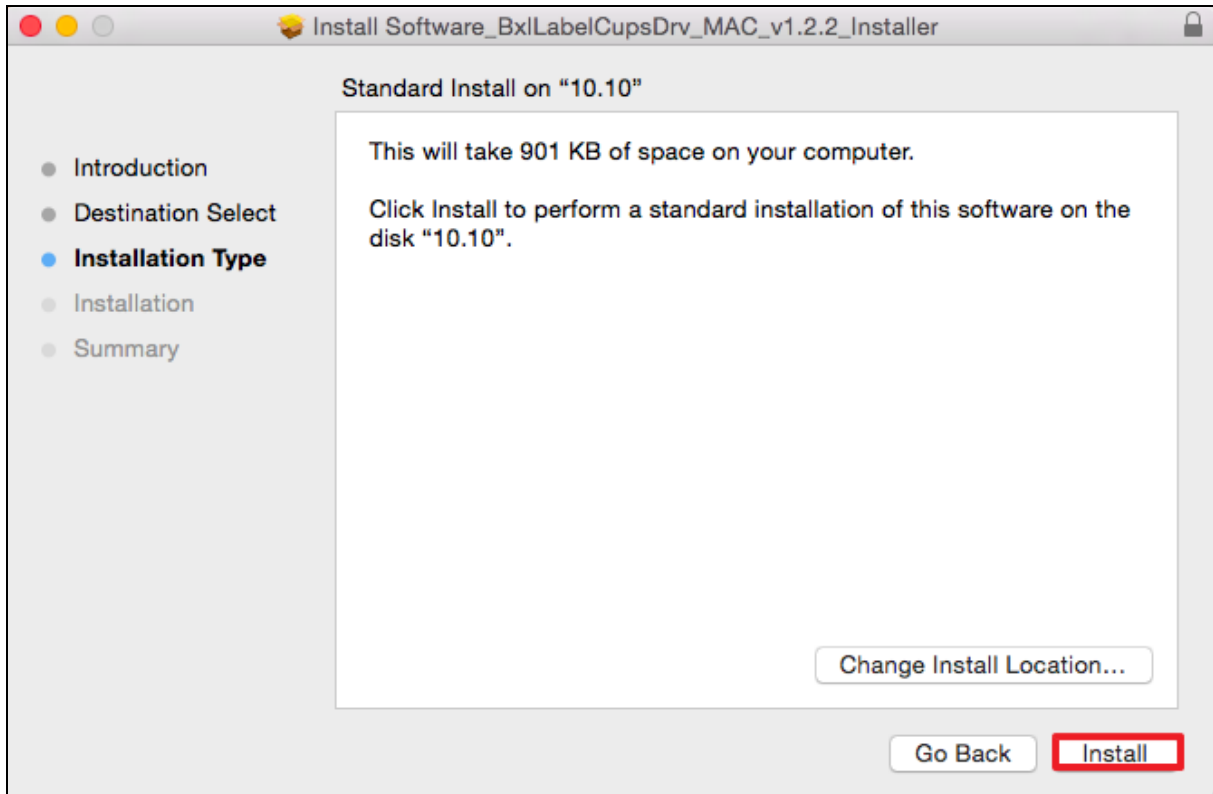 Install Software_BxlLabelCupsDrv_MAC_v1.2.2_Installer
Standard Install on “10.10”
Introduction
Destination Select
Installation Type
Installation
Summary
This will take 901 KB of space on your computer.
Click Install to perform a standard installation of this software on the
disk “10.10”.
Change Install Location...
Go Back
Install